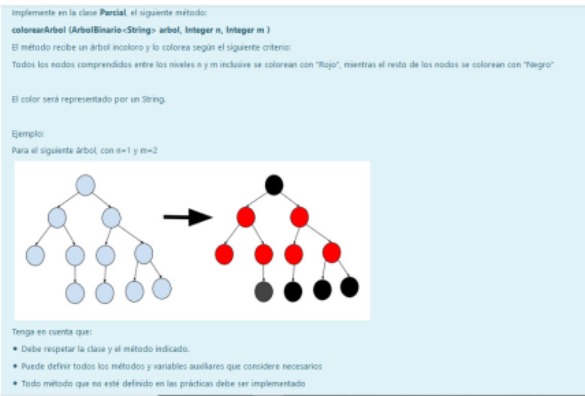 Implemente en la clase Parcial, el siguiente método:
colorearArbol (ArbolBinario<String> arbol, Integer n, Integer m )
El método recibe un árbol incoloro y lo colorea según el siguiente criterio:
Todos los nodos comprendidos entre los niveles n y m inclusive se colorean con "Rojo", mientras el resto de los nodos se colorean con "Negro"
El color será representado por un String.
Ejemplo:
Para el siguiente árbol, con n=1 y m=2
Tenga en cuenta que:
• Debe respetar la clase y el método indicado.
• Puede definir todos los métodos y variables auxiliares que considere necesarios
• Todo método que no esté definido en las prácticas debe ser implementado